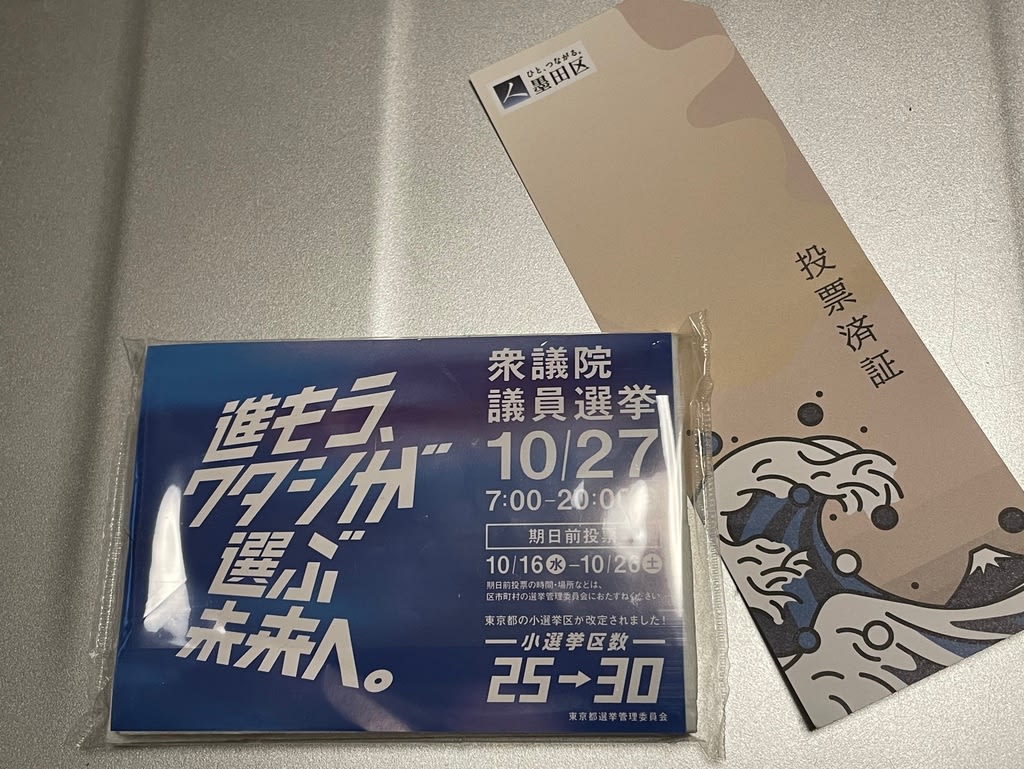 ひと、つながる。
墨田区
投票済証
進もう、
ワタシが
選ぶ
未来へ。
衆議院
議員選挙
10/27
7:00-20:00
期日前投票
10/16水-10/26土
期日前投票の時間・場所などは、
区市町村の選挙管理委員会におたずねください
東京都の小選挙区が改定されました!
小選挙区数
25→30
東京都選挙管理委員会